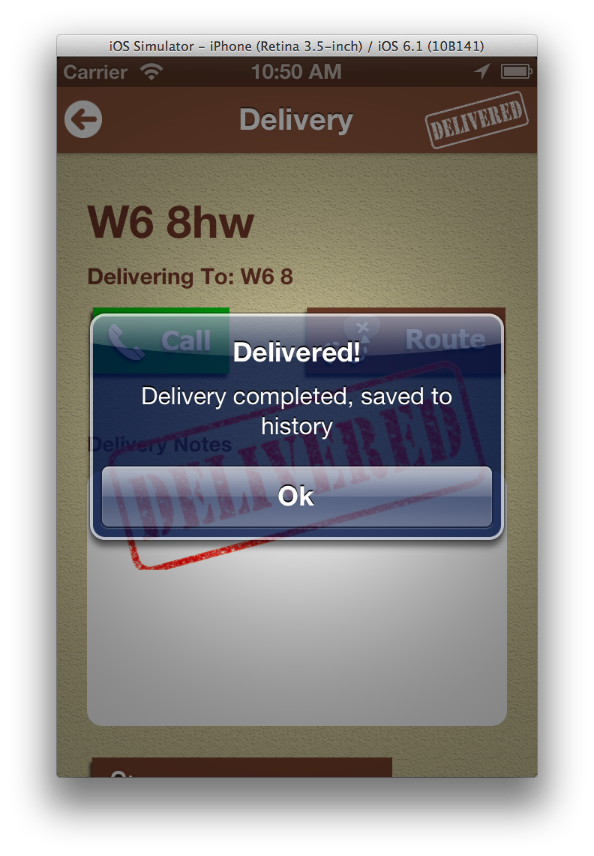 iOS Simulator - iPhone (Retina 3.5-inch) / iOS 6.1 (10B141)
Carrier 10:50 AM
Delivery DELIVERED
W6 8hw
Delivering To: W6 8
Call Route
Delivered!
Delivery completed, saved to
history
Delivery Notes
DELIVERED
Ok